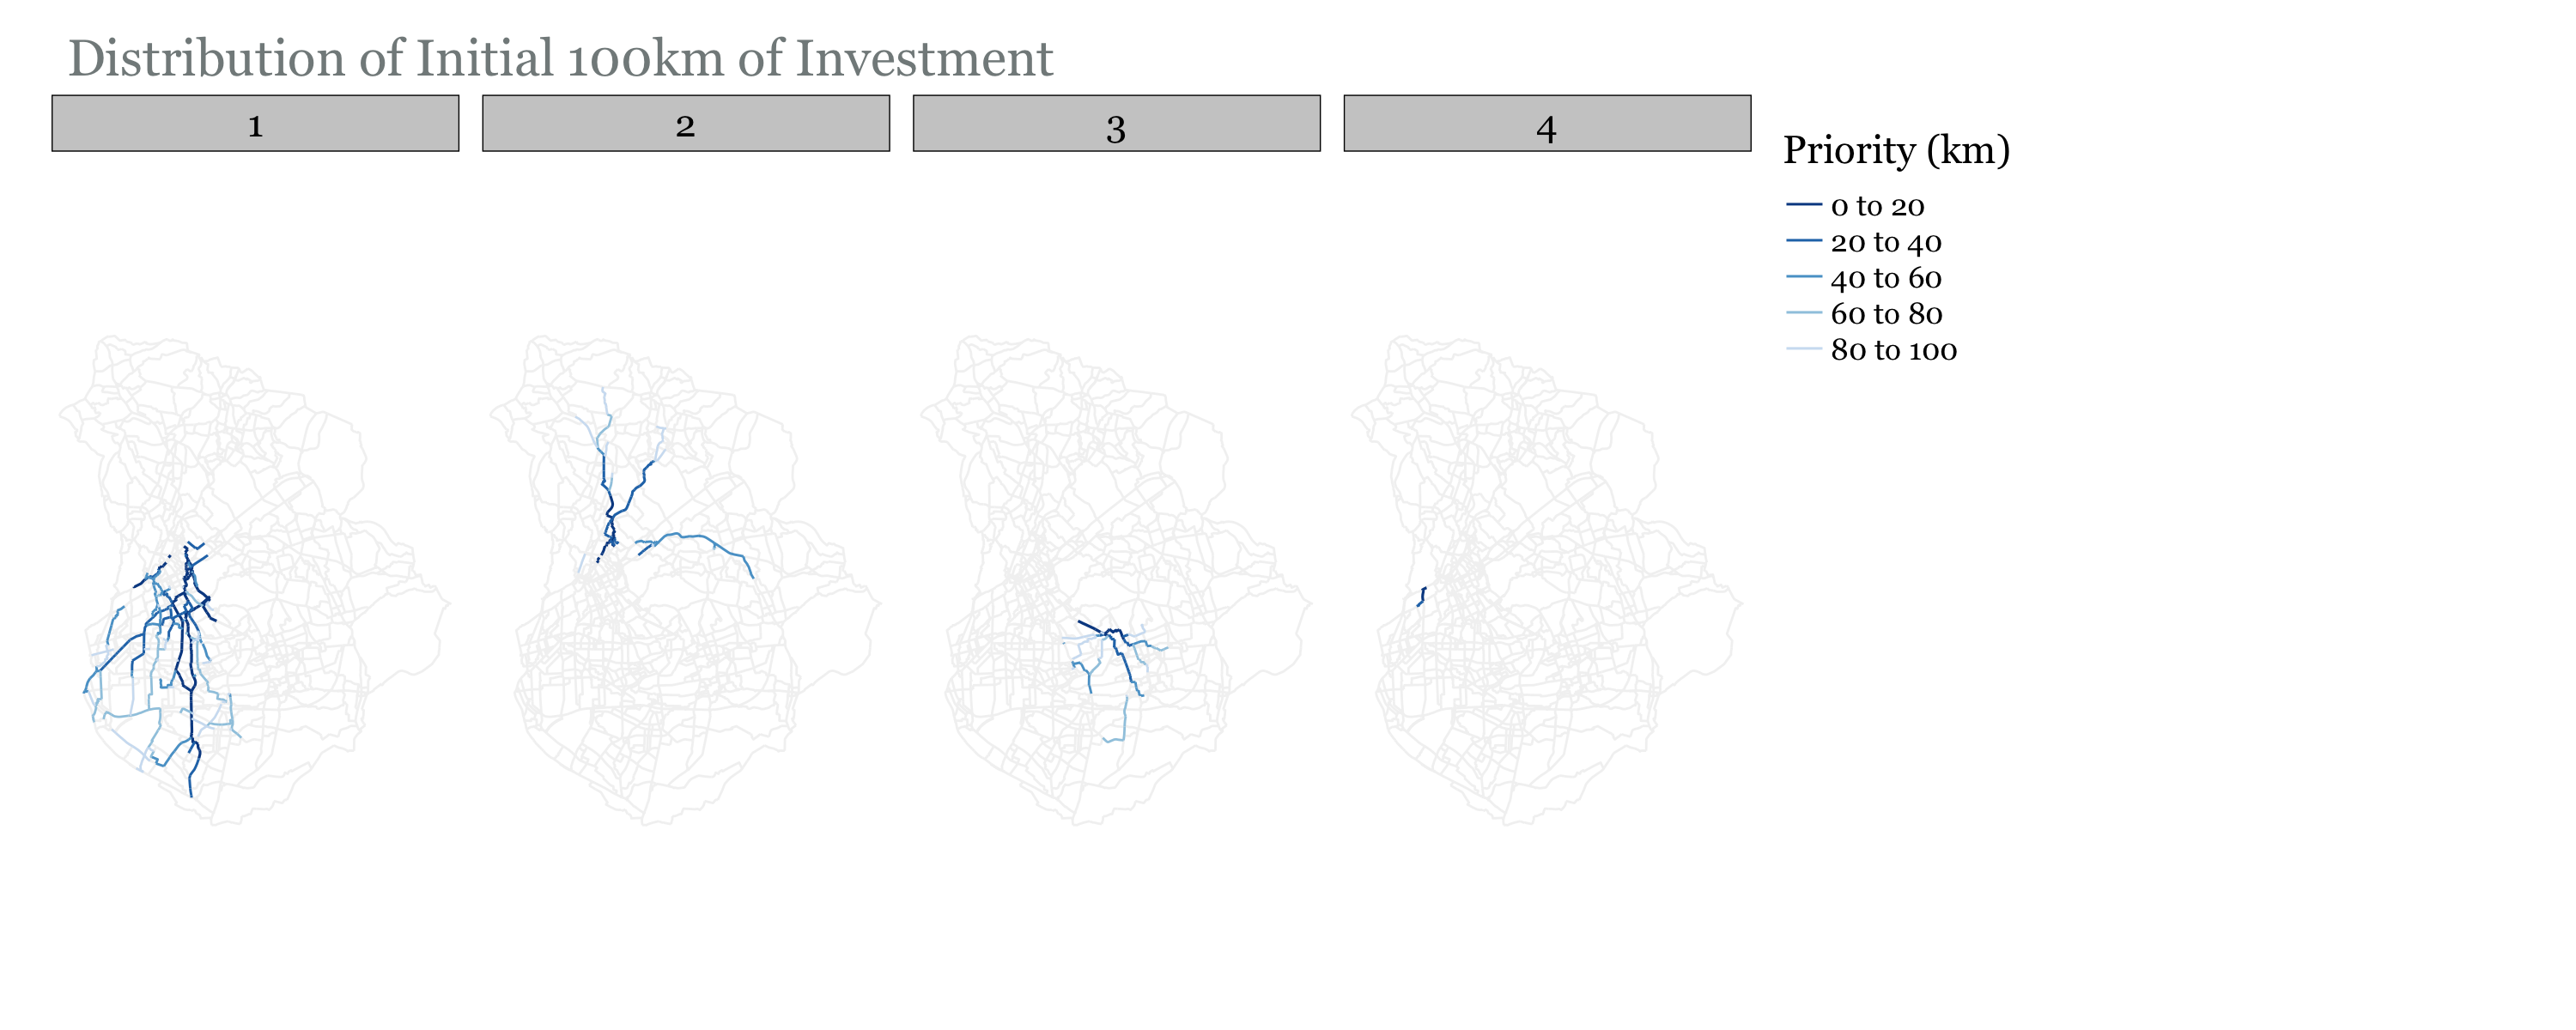 Distribution of Initial 100km of Investment
1
2
3
4
Priority (km)
0 to 20
20 to 40
40 to 60
60 to 80
80 to 100